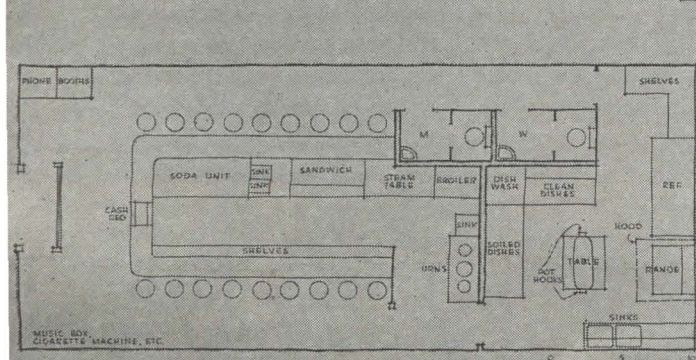 PHONE BOOTHS
SHELVES
M
W
SODA UNIT
SINK
SINK
SANDWICH
STEAM
TABLE
BROILER
DISH
WASH
CLEAN
DISHES
REF.
CASH
REG
SINK
HOOD
SHELVES
URNS
SOILED
DISHES
POT
HOOKS
TABLE
RANGE
SINKS
MUSIC BOX,
CIGARETTE MACHINE, ETC.